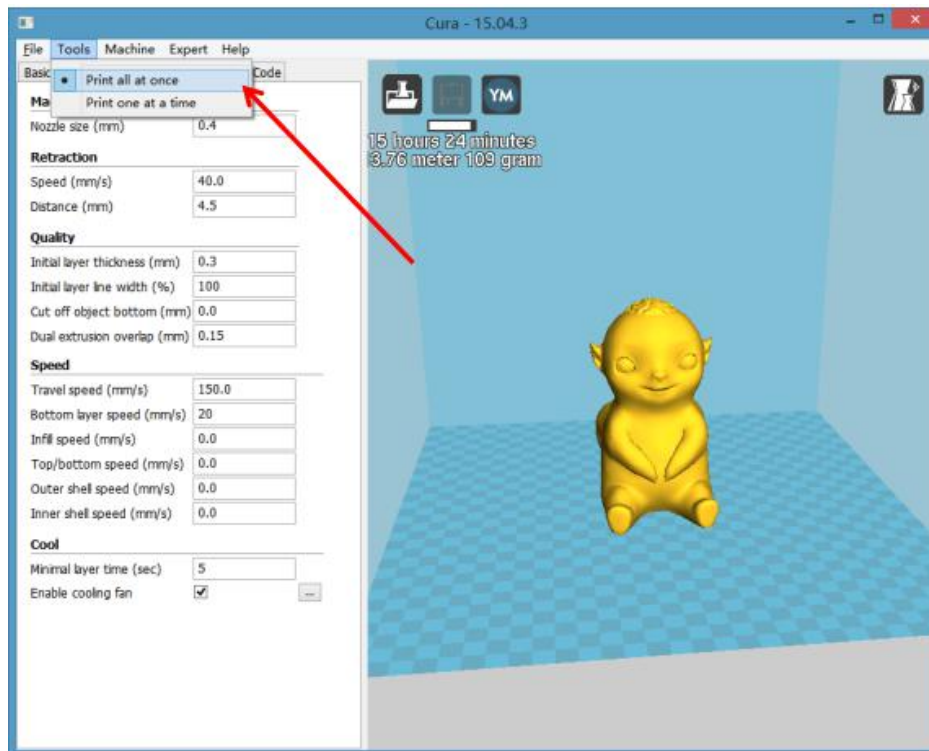 Cura - 15.04.3
File Tools Machine Expert Help
Basic
Code
Print all at once
Print one at a time
Ma
Nozzle size (mm) 0.4
Retraction
Speed (mm/s) 40.0
Distance (mm) 4.5
Quality
Initial layer thickness (mm) 0.3
Initial layer line width (%) 100
Cut off object bottom (mm) 0.0
Dual extrusion overlap (mm) 0.15
Speed
Travel speed (mm/s) 150.0
Bottom layer speed (mm/s) 20
Infill speed (mm/s) 0.0
Top/bottom speed (mm/s) 0.0
Outer shell speed (mm/s) 0.0
Inner shell speed (mm/s) 0.0
Cool
Minimal layer time (sec) 5
Enable cooling fan ...
YM
15 hours 24 minutes
3.76 meter 109 gram